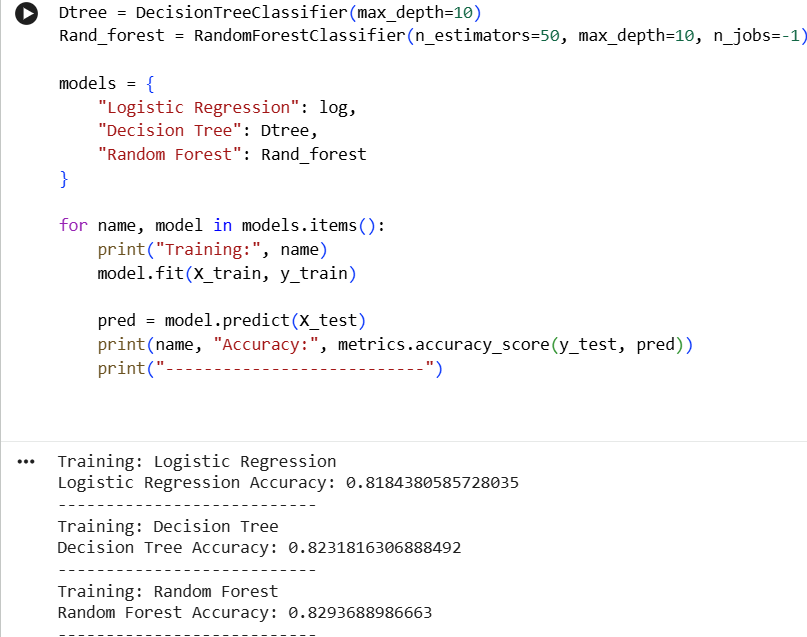 Dtree = DecisionTreeClassifier(max_depth=10)
Rand_forest = RandomForestClassifier(n_estimators=50, max_depth=10, n_jobs=-1)
models = {
"Logistic Regression": log,
"Decision Tree": Dtree,
"Random Forest": Rand_forest
}
for name, model in models.items():
print("Training:", name)
model.fit(X_train, y_train)
pred = model.predict(X_test)
print(name, "Accuracy:", metrics.accuracy_score(y_test, pred))
print("---------------------------")
Training: Logistic Regression
Logistic Regression Accuracy: 0.8184380585728035
---------------------------
Training: Decision Tree
Decision Tree Accuracy: 0.8231816306888492
---------------------------
Training: Random Forest
Random Forest Accuracy: 0.8293688986663
---------------------------